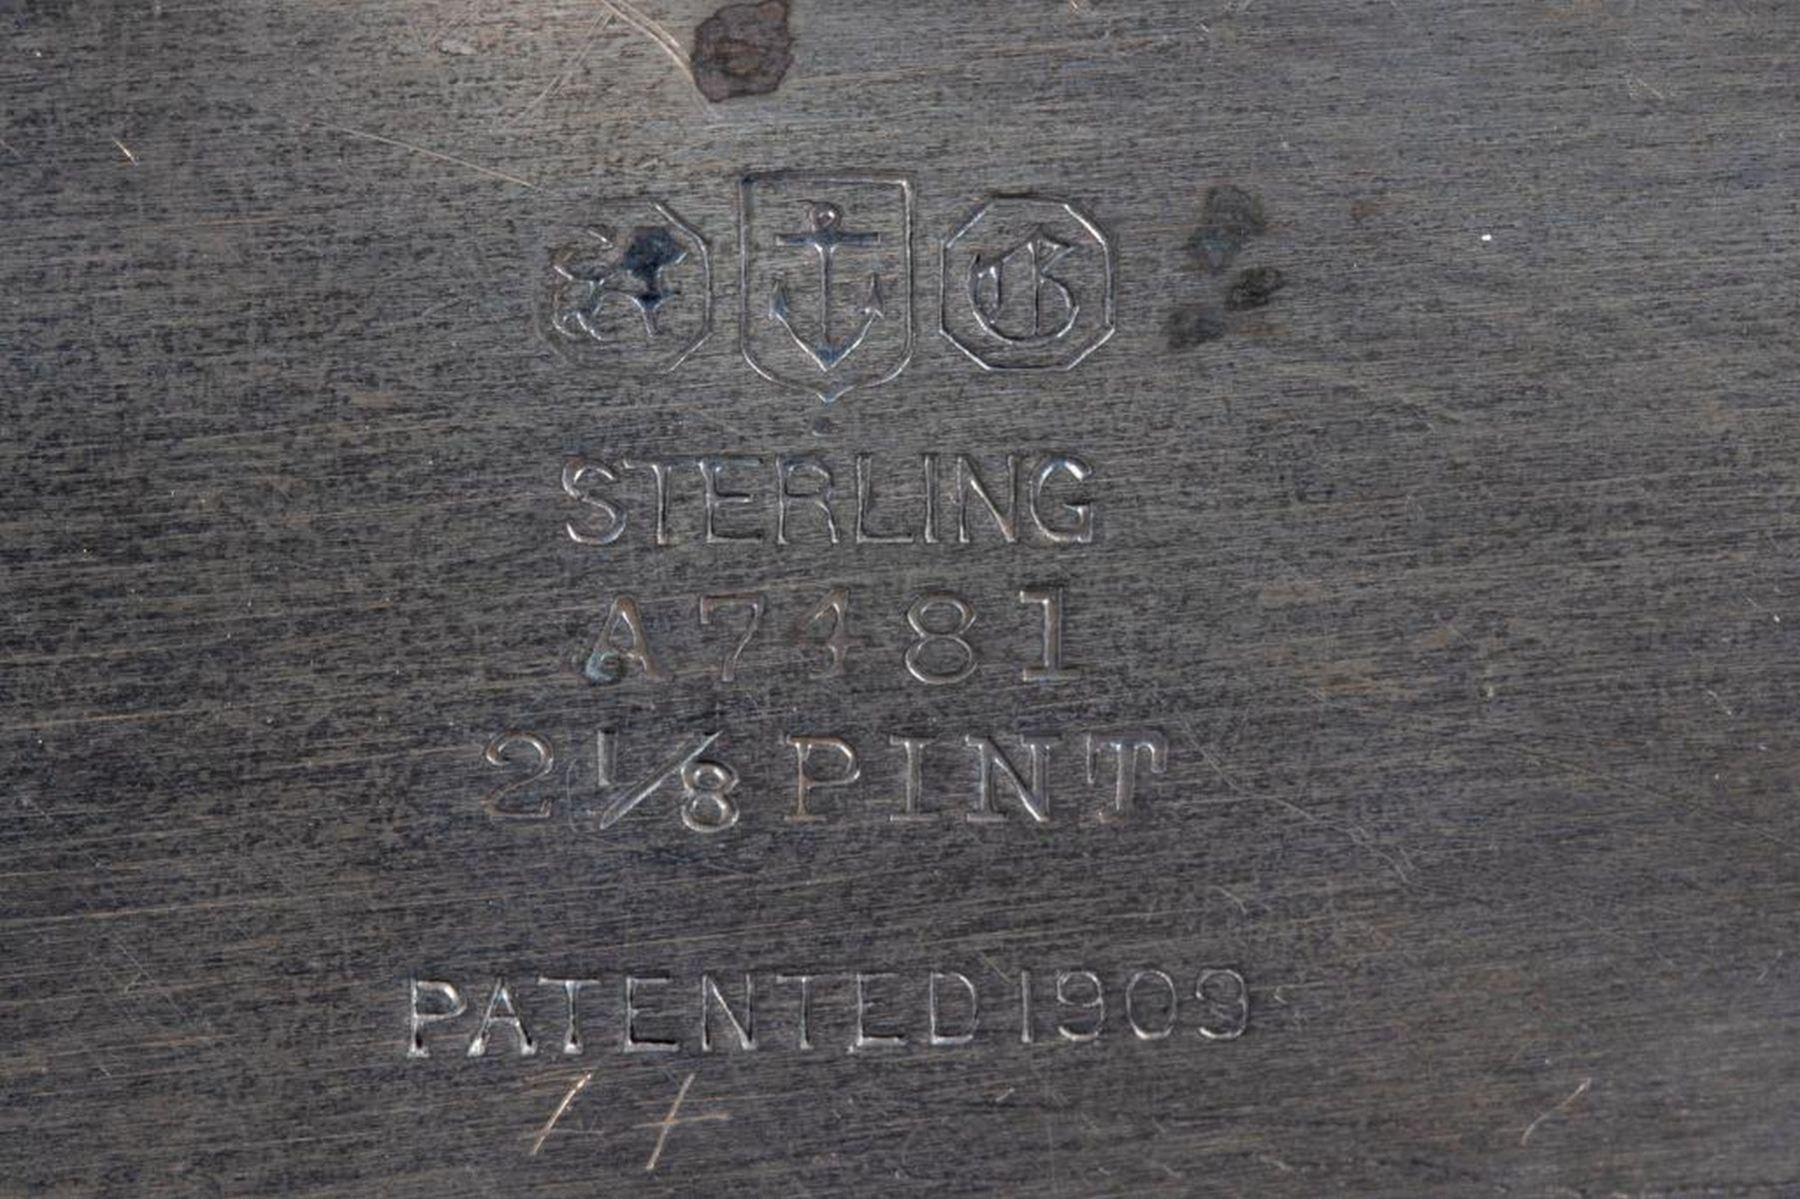 G
STERLING
A7481
2 1/8 PINT
PATENTED 1909